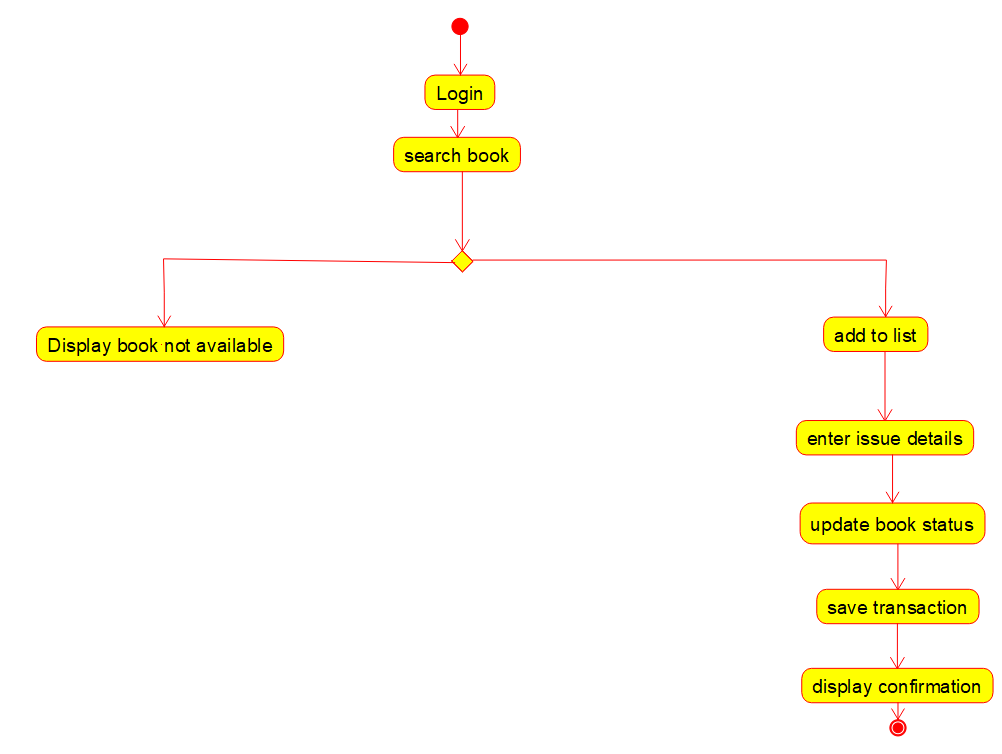 Login
search book
Display book not available
add to list
enter issue details
update book status
save transaction
display confirmation